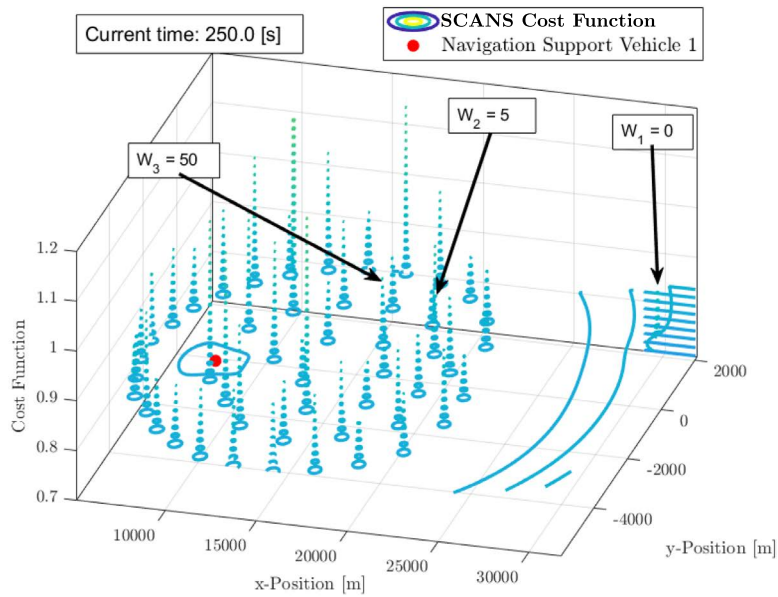 Current time: 250.0 [s]
SCANS Cost Function
Navigation Support Vehicle 1
W2 = 5
W1 = 0
W3 = 50
1.2
1.1
1
0.9
0.8
0.7
Cost Function
2000
0
-2000
-4000
y-Position [m]
10000
15000
20000
25000
30000
x-Position [m]